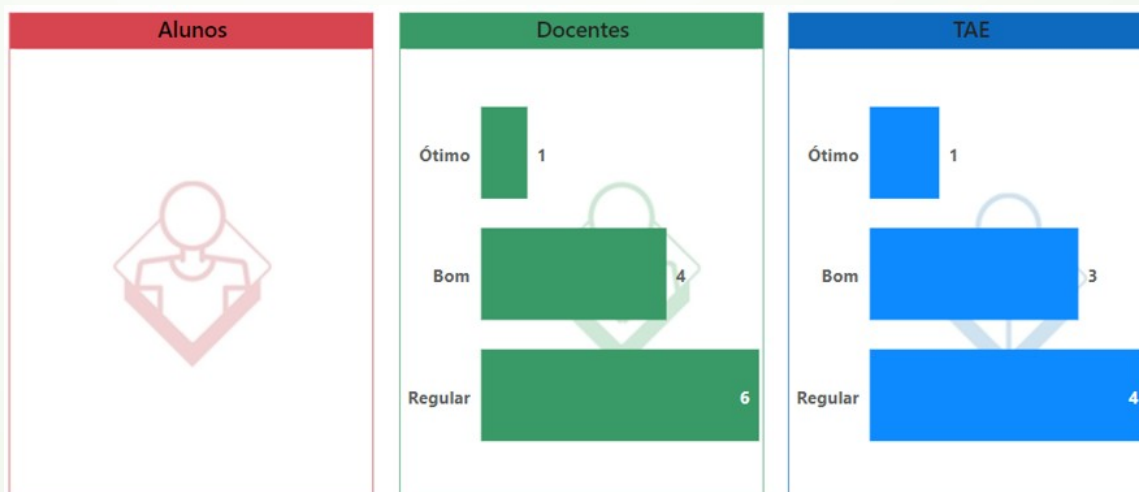 Alunos
Docentes
Ótimo 1
Bom 4
Regular 6
TAE
Ótimo 1
Bom 3
Regular 4